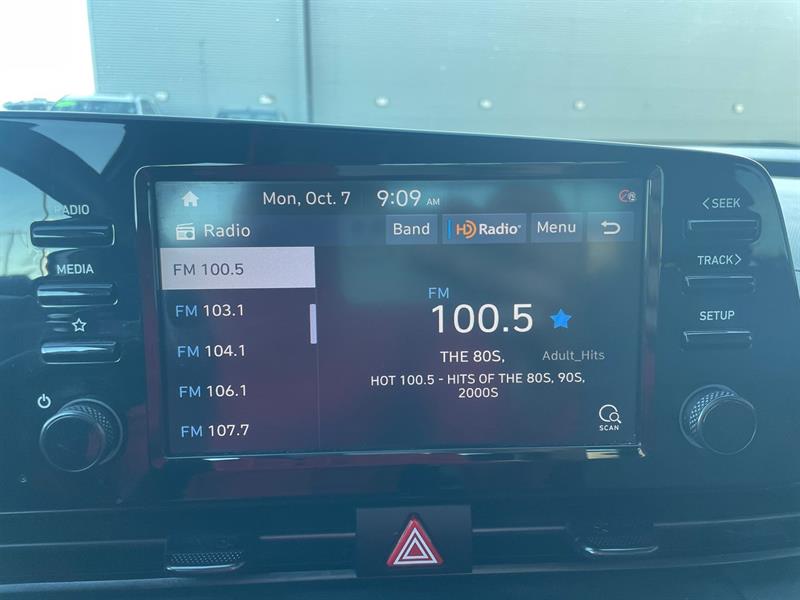 RADIO
MEDIA
Mon, Oct. 7 9:09 AM
Radio
Band HD Radio Menu
FM 100.5
FM 103.1
FM 104.1
FM 106.1
FM 107.7
FM
100.5
THE 80S, Adult_Hits
HOT 100.5 - HITS OF THE 80S, 90S,
2000S
SCAN
< SEEK
TRACK >
SETUP